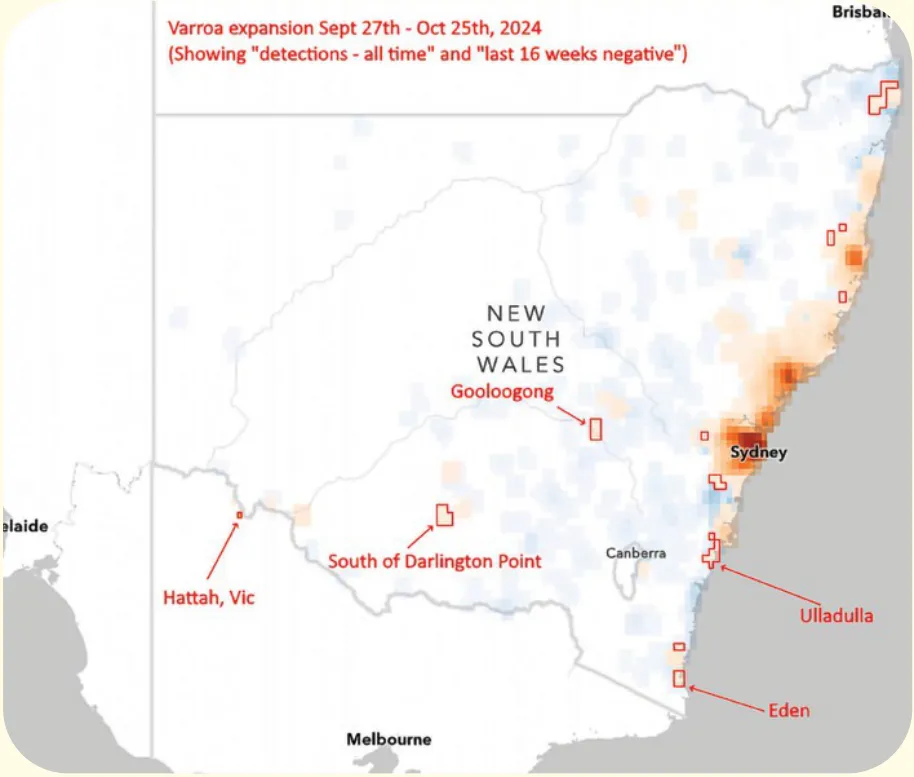 Brisba
Varroa expansion Sept 27th - Oct 25th, 2024
(Showing "detections - all time" and "last 16 weeks negative")
NEW
SOUTH
WALES
Gooloogong
Sydney
elaide
Canberra
South of Darlington Point
Hattah, Vic
Ulladulla
Eden
Melbourne